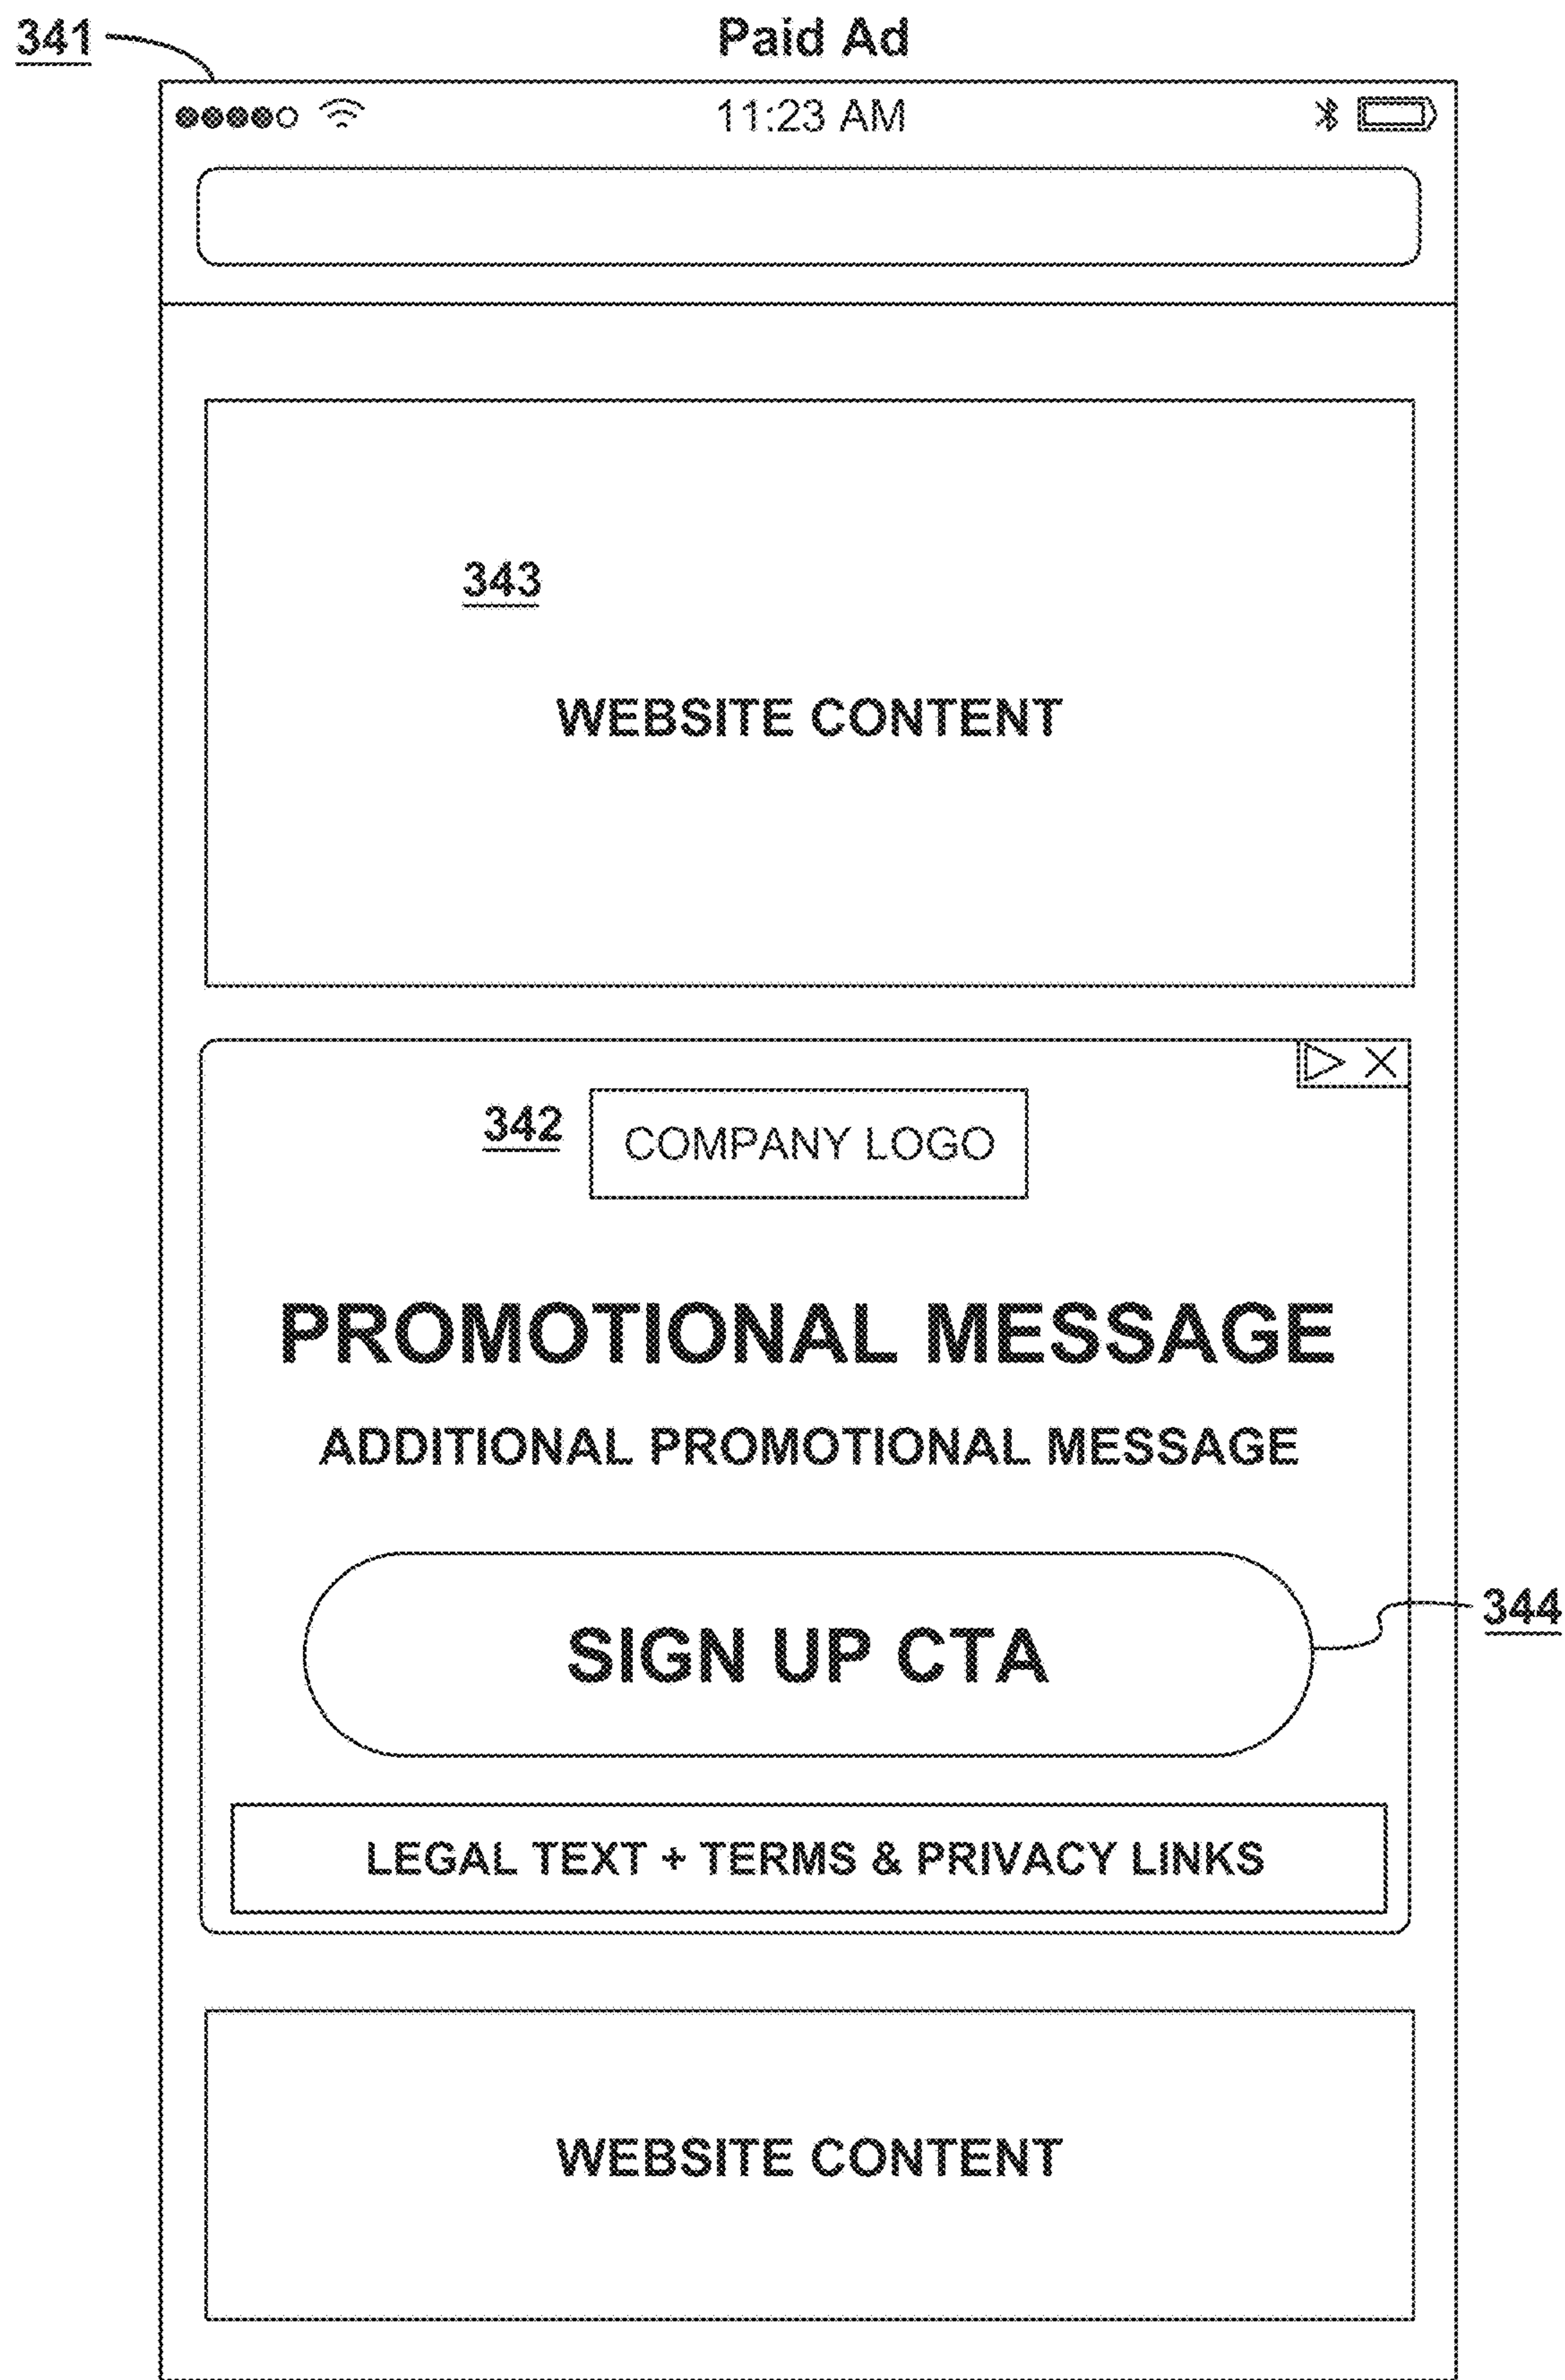 341
Paid Ad
11:23 AM
343
WEBSITE CONTENT
342
COMPANY LOGO
PROMOTIONAL MESSAGE
ADDITIONAL PROMOTIONAL MESSAGE
SIGN UP CTA
344
LEGAL TEXT + TERMS & PRIVACY LINKS
WEBSITE CONTENT